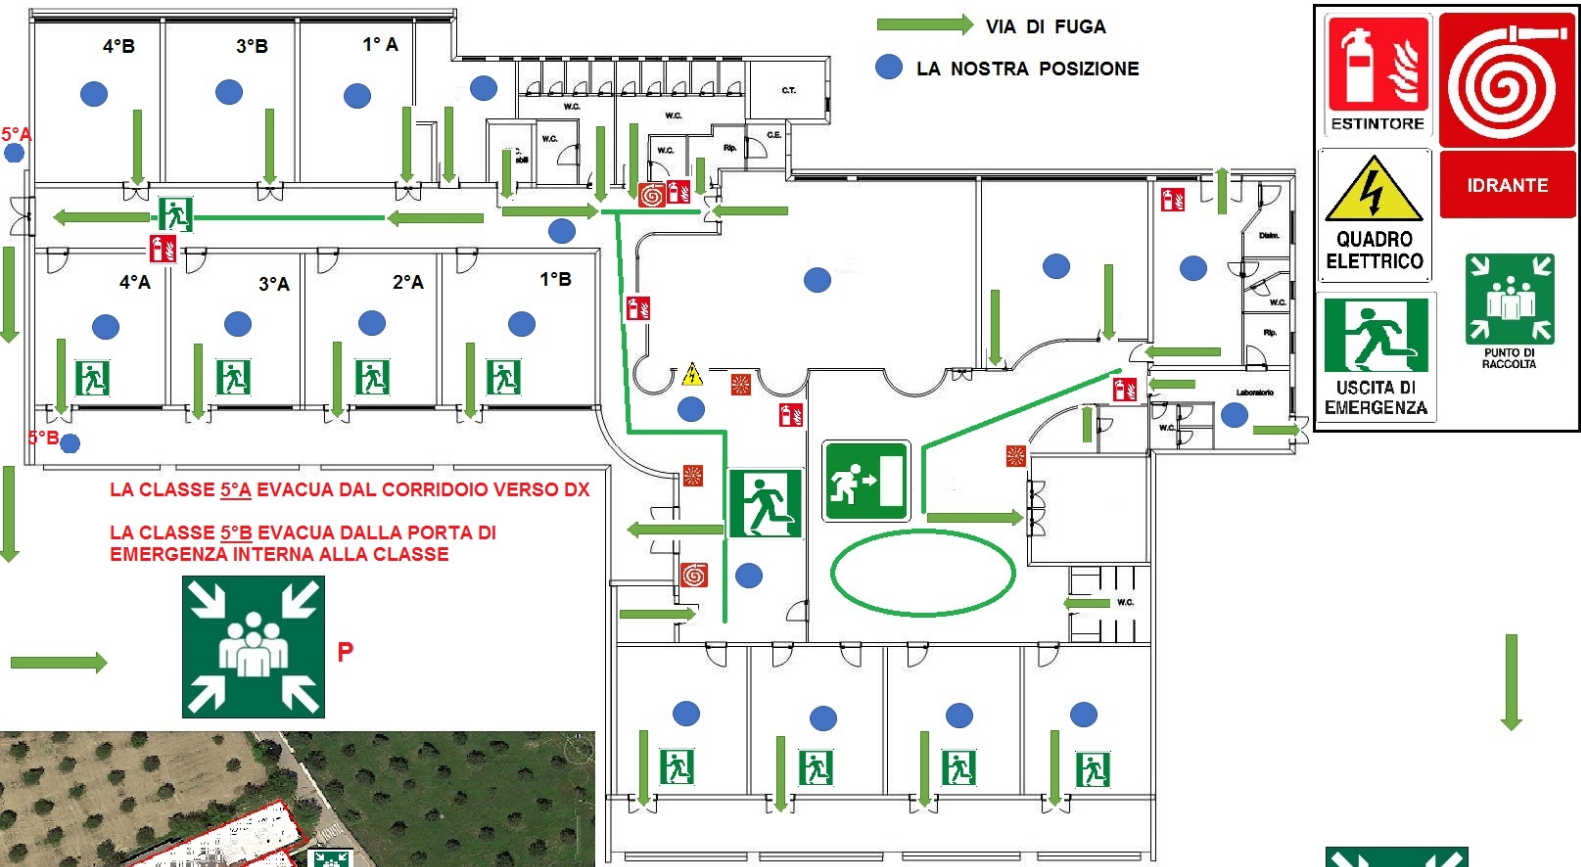 VIA DI FUGA
LA NOSTRA POSIZIONE
ESTINTORE
IDRANTE
QUADRO
ELETTRICO
USCITA DI
EMERGENZA
PUNTO DI
RACCOLTA
4°B
3°B
1° A
5°A
W.C.
W.C.
W.C.
W.C.
Rip.
C.E.
C.T.
4°A
3°A
2°A
1°B
5°B
Disim.
W.C.
Rip.
Laboratorio
W.C.
W.C.
LA CLASSE 5°A EVACUA DAL CORRIDOIO VERSO DX
LA CLASSE 5°B EVACUA DALLA PORTA DI
EMERGENZA INTERNA ALLA CLASSE
P